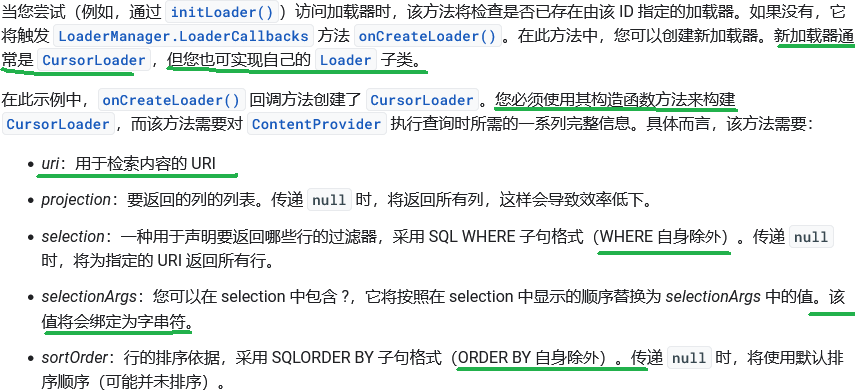 当您尝试（例如，通过 initLoader()）访问加载器时，该方法将检查是否已存在由该 ID 指定的加载器。如果没有，它
将触发 LoaderManager.LoaderCallbacks 方法 onCreateLoader()。在此方法中，您可以创建新加载器。新加载器通
常是 CursorLoader，但您也可实现自己的 Loader 子类。
在此示例中，onCreateLoader() 回调方法创建了 CursorLoader。您必须使用其构造函数方法来构建
CursorLoader，而该方法需要对 ContentProvider 执行查询时所需的一系列完整信息。具体而言，该方法需要：
• uri：用于检索内容的 URI
• projection：要返回的列的列表。传递 null 时，将返回所有列，这样会导致效率低下。
• selection：一种用于声明要返回哪些行的过滤器，采用 SQL WHERE 子句格式（WHERE 自身除外）。传递 null
时，将为指定的 URI 返回所有行。
• selectionArgs：您可以在 selection 中包含 ?，它将按照在 selection 中显示的顺序替换为 selectionArgs 中的值。该
值将会绑定为字符串符。
• sortOrder：行的排序依据，采用 SQLORDER BY 子句格式（ORDER BY 自身除外）。传递 null 时，将使用默认排
序顺序（可能并未排序）。